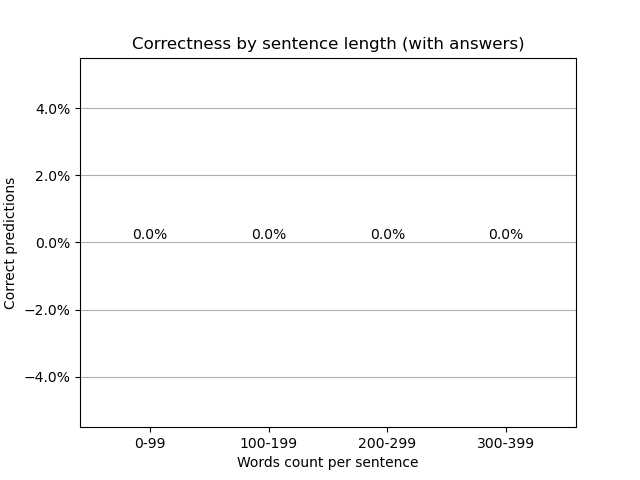 Correctness by sentence length (with answers)
4.0%
2.0%
0.0%
−2.0%
−4.0%
Correct predictions
0.0% 0.0% 0.0% 0.0%
0-99 100-199 200-299 300-399
Words count per sentence